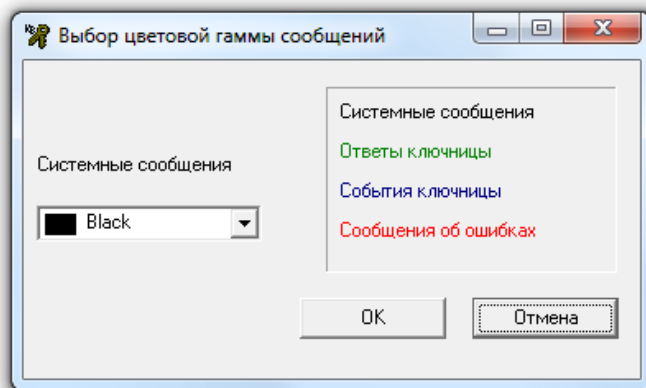 Выбор цветовой гаммы сообщений
Системные сообщения
Black
Системные сообщения
Ответы ключницы
События ключницы
Сообщения об ошибках
OK
Отмена